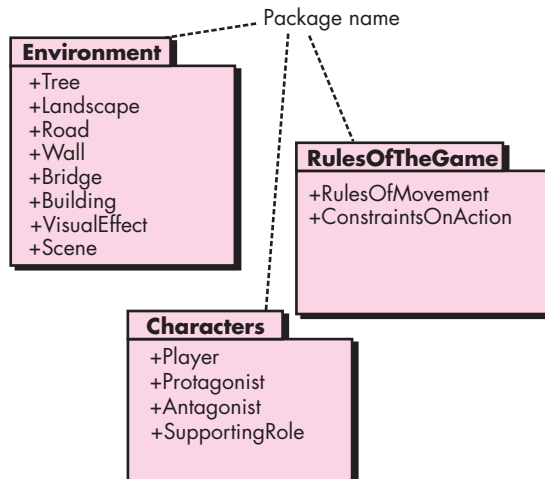 Package name
Environment
+Tree
+Landscape
+Road
+Wall
+Bridge
+Building
+VisualEffect
+Scene
RulesOfTheGame
+RulesOfMovement
+ConstraintsOnAction
Characters
+Player
+Protagonist
+Antagonist
+SupportingRole